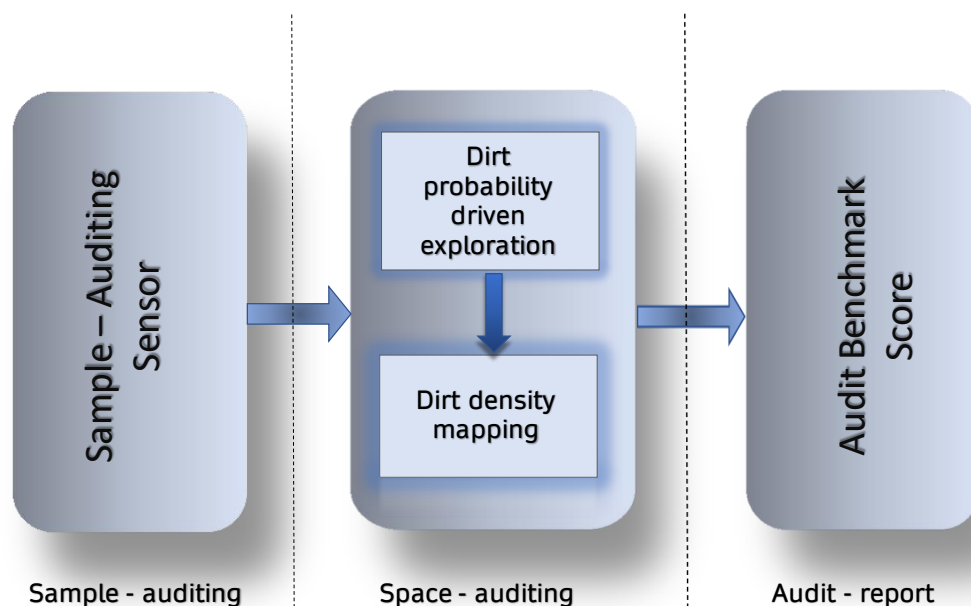 Sample – Auditing
Sensor
Dirt
probability
driven
exploration
Dirt density
mapping
Audit Benchmark
Score
Sample - auditing
Space - auditing
Audit - report